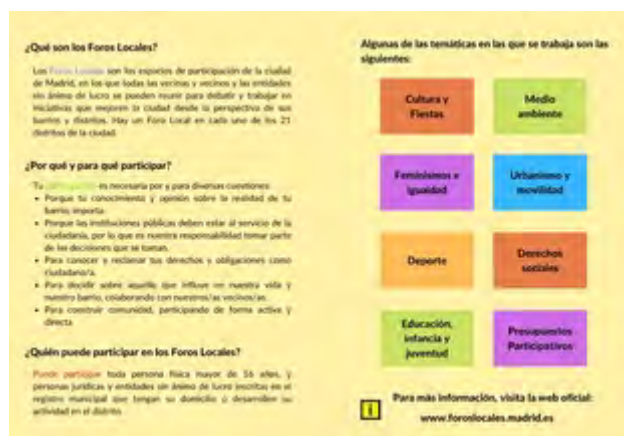 ¿Qué son los Foros Locales?
Los Foros Locales son los espacios de participación de la ciudad
de Madrid, en los que todas las vecinas y vecinos y las entidades
sin ánimo de lucro se pueden reunir para debatir y trabajar en
iniciativas que mejoren la ciudad desde la perspectiva de sus
barrios y distritos. Hay un Foro Local en cada uno de los 21
distritos de la ciudad.
¿Por qué y para qué participar?
Tu participación es necesaria por y para diversas cuestiones:
• Porque tu conocimiento y opinión sobre la realidad de tu
barrio, importa.
• Porque las instituciones públicas deben estar al servicio de la
ciudadanía, por lo que es nuestra responsabilidad tomar parte
de las decisiones que se toman.
• Para conocer y reclamar tus derechos y obligaciones como
ciudadano/a.
• Para decidir sobre aquello que influye en nuestra vida y
nuestro barrio, colaborando con nuestros/as vecinos/as.
• Para construir comunidad, participando de forma activa y
directa.
¿Quién puede participar en los Foros Locales?
Puede participar toda persona física mayor de 16 años, y
personas jurídicas y entidades sin ánimo de lucro inscritas en el
registro municipal que tengan su domicilio o desarrollen su
actividad en el distrito.
Algunas de las temáticas en las que se trabaja son las
siguientes:
Cultura y
Fiestas
Medio
ambiente
Feminismos e
igualdad
Urbanismo y
movilidad
Deporte
Derechos
sociales
Educación,
infancia y
juventud
Presupuestos
Participativos
i
Para más información, visita la web oficial:
www.foroslocales.madrid.es